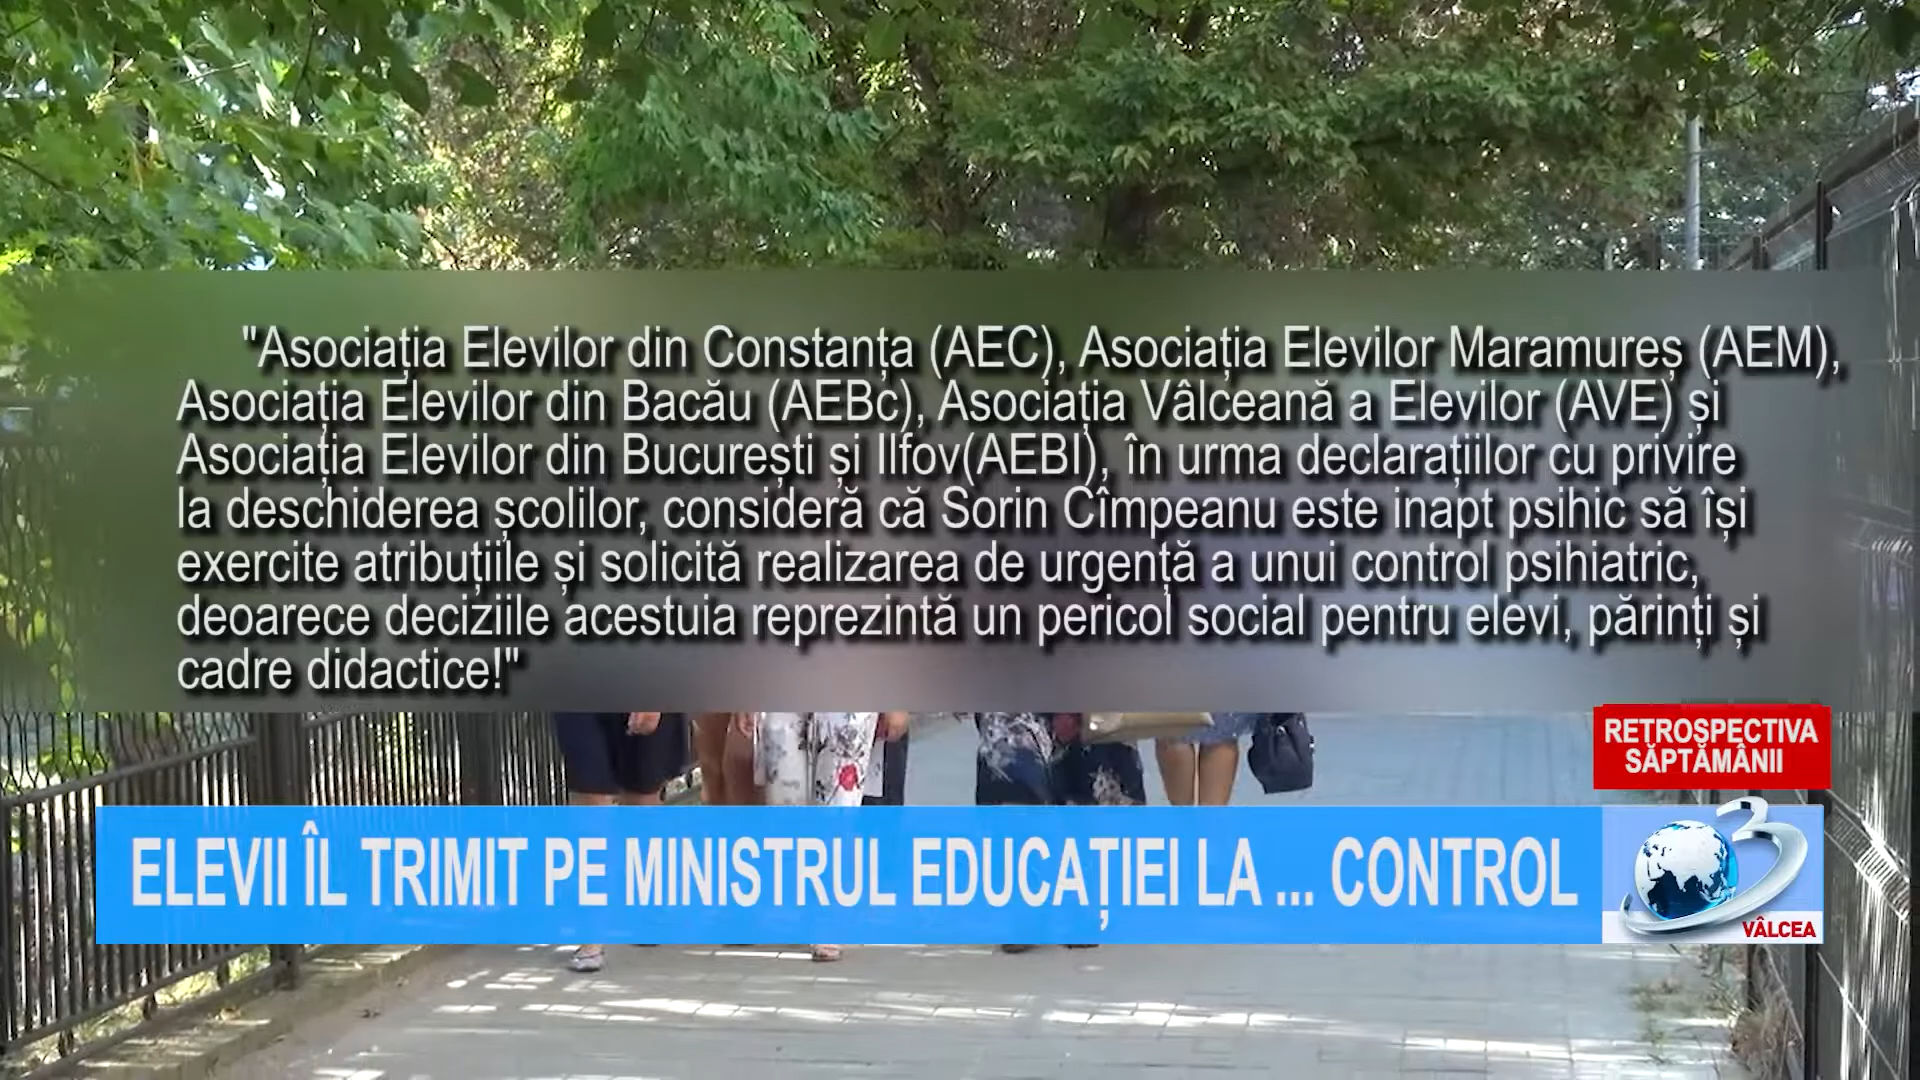 "Asociația Elevilor din Constanța (AEC), Asociația Elevilor Maramureș (AEM),
Asociația Elevilor din Bacău (AEBc), Asociația Vâlceană a Elevilor (AVE) și
Asociația Elevilor din București și Ilfov(AEBI), în urma declarațiilor cu privire
la deschiderea școlilor, consideră că Sorin Cîmpeanu este inapt psihic să își
exercite atribuțiile și solicită realizarea de urgență a unui control psihiatric,
deoarece deciziile acestuia reprezintă un pericol social pentru elevi, părinți și
cadre didactice!"
RETROSPECTIVA
SĂPTĂMÂNII
ELEVII ÎL TRIMIT PE MINISTRUL EDUCAȚIEI LA ... CONTROL
3
VÂLCEA